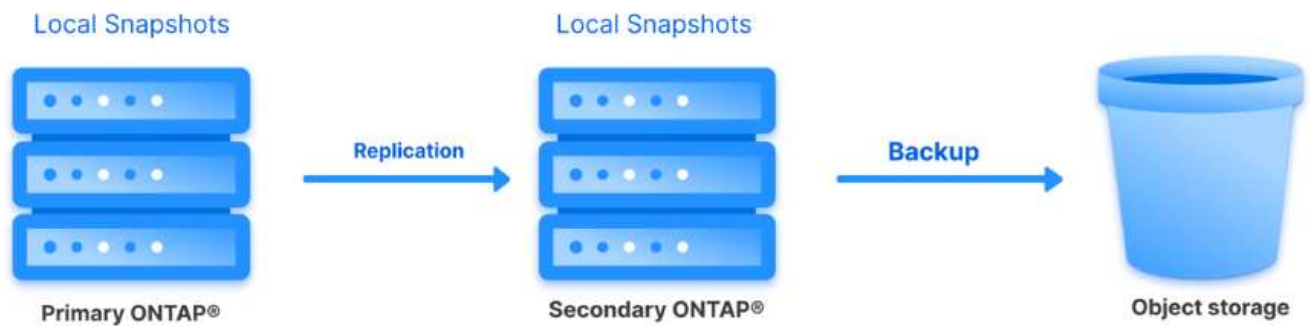 Local Snapshots
Local Snapshots
Replication
Backup
Primary ONTAP®
Secondary ONTAP®
Object storage